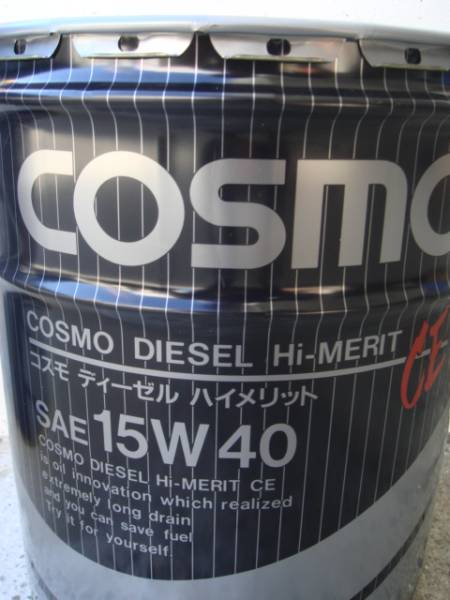 COSMO
COSMO DIESEL Hi-MERIT CE
コスモ ディーゼル ハイメリット
SAE 15W40
COSMO DIESEL Hi-MERIT CE
is oil innovation which realized
extremely long drain
and you can save fuel
Try it for yourself.